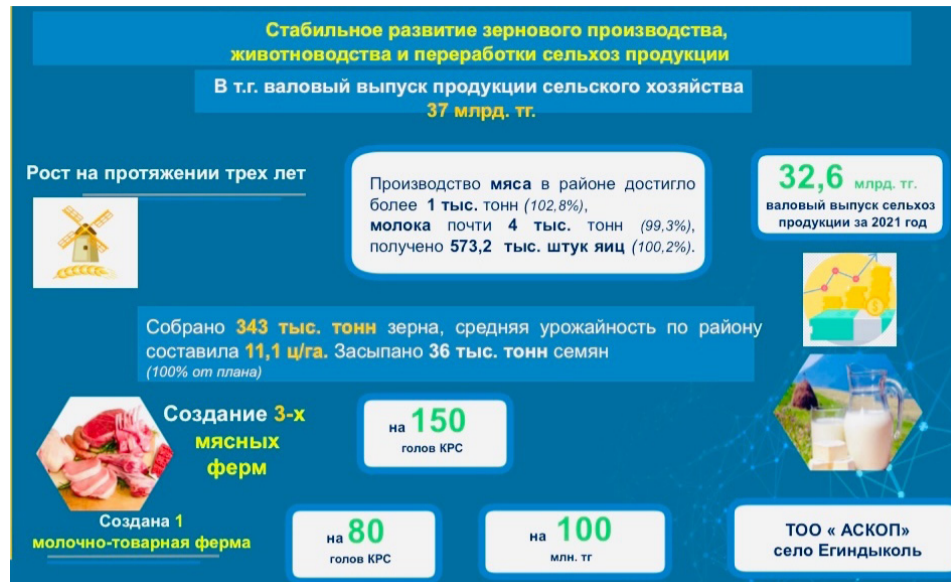 Стабильное развитие зернового производства,
животноводства и переработки сельхоз продукции
В т.г. валовый выпуск продукции сельского хозяйства
37 млрд. тг.
Рост на протяжении трех лет
Производство мяса в районе достигло
более 1 тыс. тонн (102,8%),
молока почти 4 тыс. тонн (99,3%),
получено 573,2 тыс. штук яиц (100,2%).
32,6 млрд. тг.
валовый выпуск сельхоз
продукции за 2021 год
Собрано 343 тыс. тонн зерна, средняя урожайность по району
составила 11,1 ц/га. Засыпано 36 тыс. тонн семян
(100% от плана)
Создание 3-х
мясных
ферм
на 150
голов КРС
Создана 1
молочно-товарная ферма
на 80
голов КРС
на 100
млн. тг
ТОО « АСКОП»
село Егиндыколь